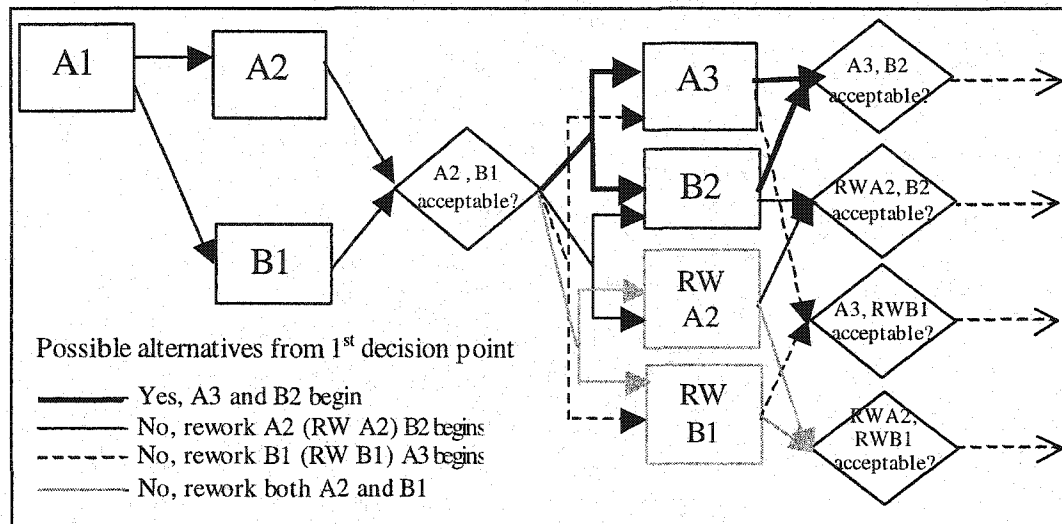 A1
A2
B1
A2 , B1
acceptable?
A3
B2
RW
A2
RW
B1
A3, B2
acceptable?
RWA2, B2
acceptable?
A3, RWB1
acceptable?
RWA2,
RWB1
acceptable?
Possible alternatives from 1st decision point
Yes, A3 and B2 begin
No, rework A2 (RW A2) B2 begins
No, rework B1 (RW B1) A3 begins
No, rework both A2 and B1